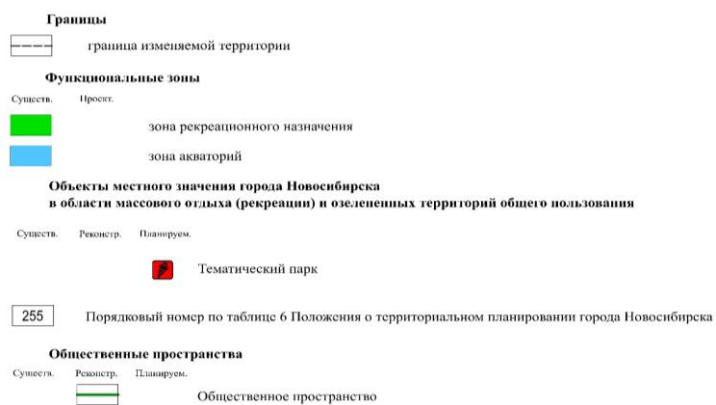 Границы
граница изменяемой территории
Функциональные зоны
Существ. Проект.
зона рекреационного назначения
зона акваторий
Объекты местного значения города Новосибирска
в области массового отдыха (рекреации) и озелененных территорий общего пользования
Существ. Реконстр. Планируем.
Тематический парк
255 Порядковый номер по таблице 6 Положения о территориальном планировании города Новосибирска
Общественные пространства
Существ. Реконстр. Планируем.
Общественное пространство